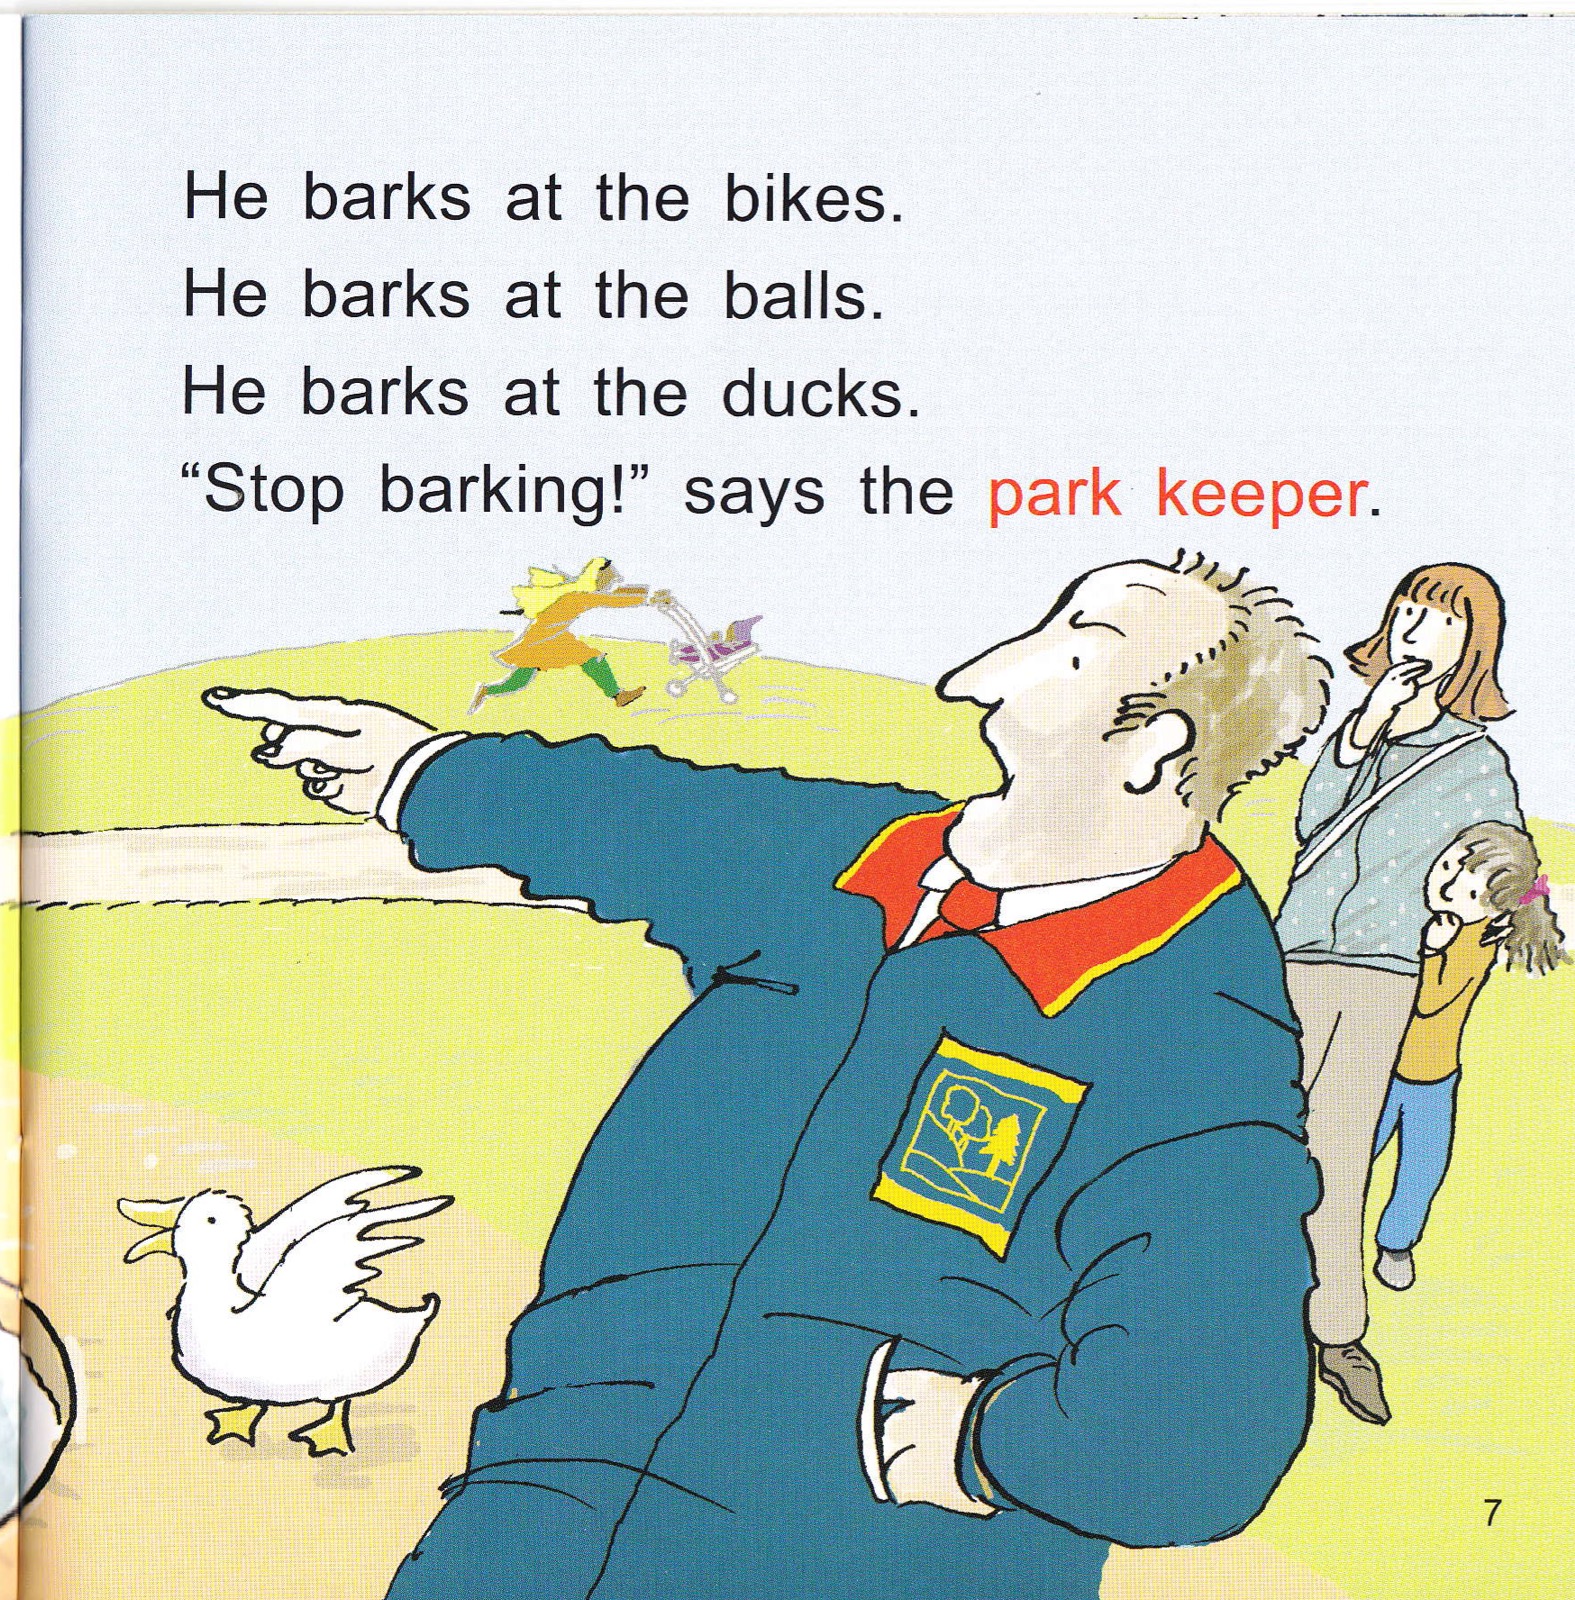 He barks at the bikes.
He barks at the balls.
He barks at the ducks.
“Stop barking!” says the park keeper.
7